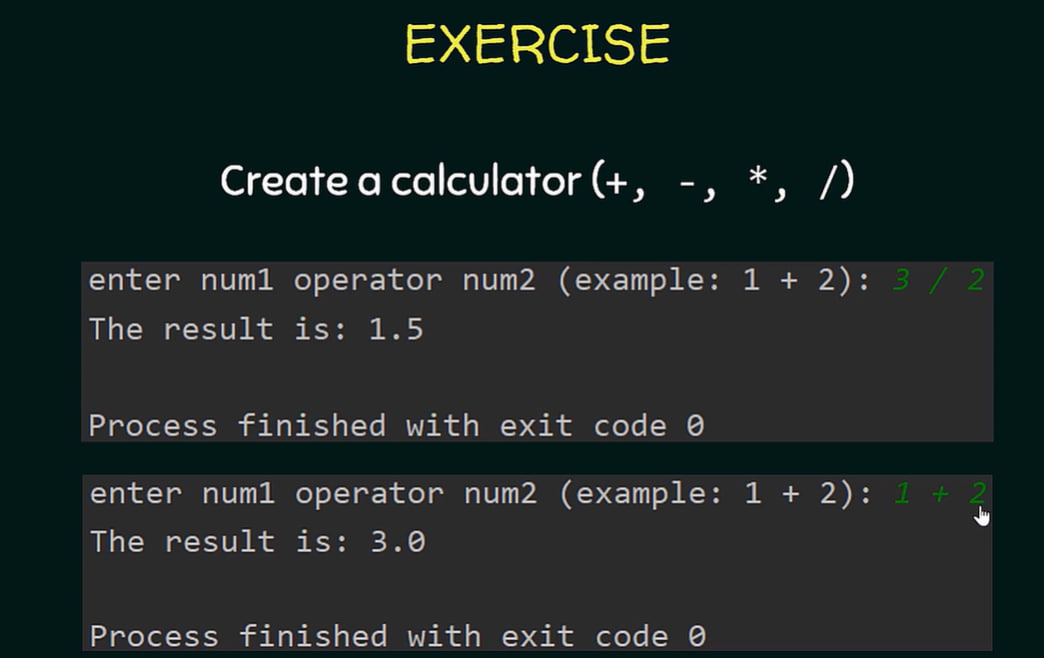 EXERCISE
Create a calculator (+, -, *, /)
enter num1 operator num2 (example: 1 + 2): 3 / 2
The result is: 1.5
Process finished with exit code 0
enter num1 operator num2 (example: 1 + 2): 1 + 2
The result is: 3.0
Process finished with exit code 0